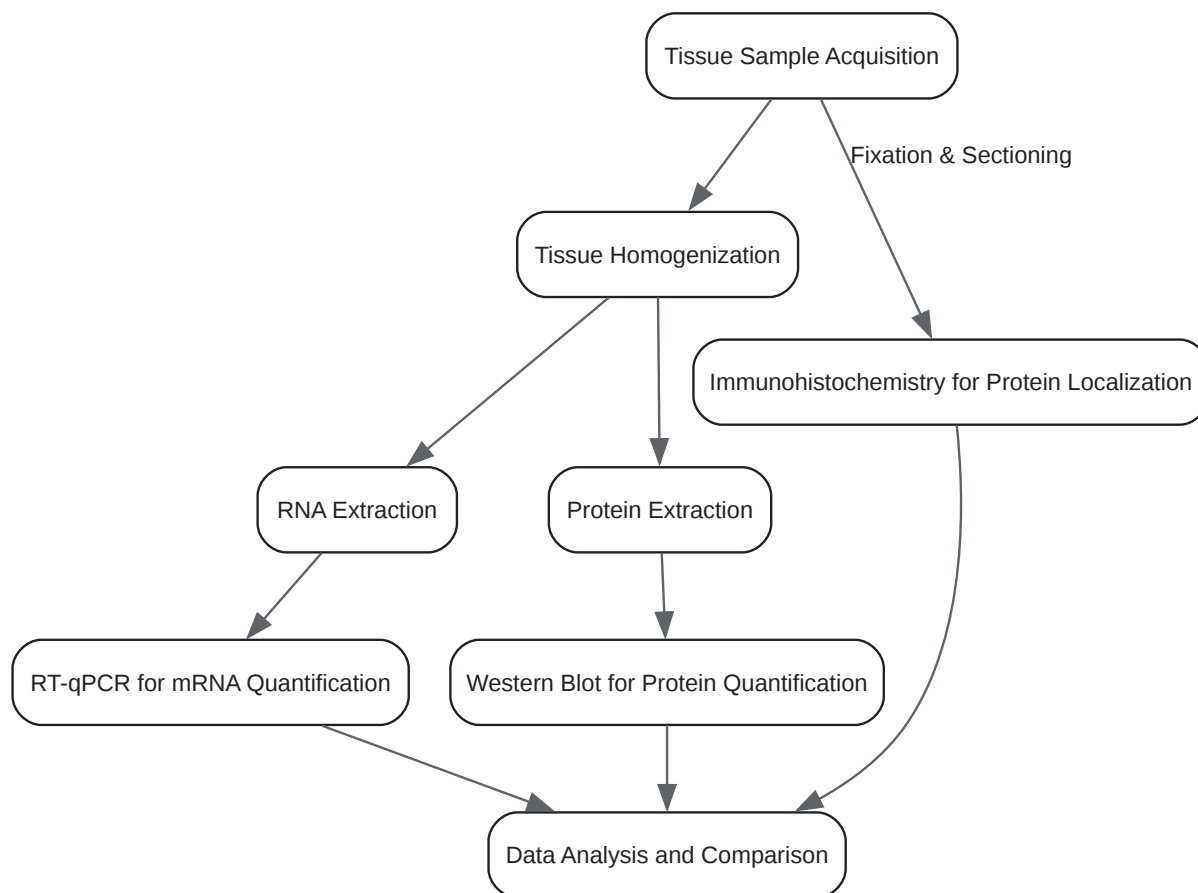 Tissue Sample Acquisition
Fixation & Sectioning
Tissue Homogenization
Immunohistochemistry for Protein Localization
RNA Extraction
Protein Extraction
RT-qPCR for mRNA Quantification
Western Blot for Protein Quantification
Data Analysis and Comparison